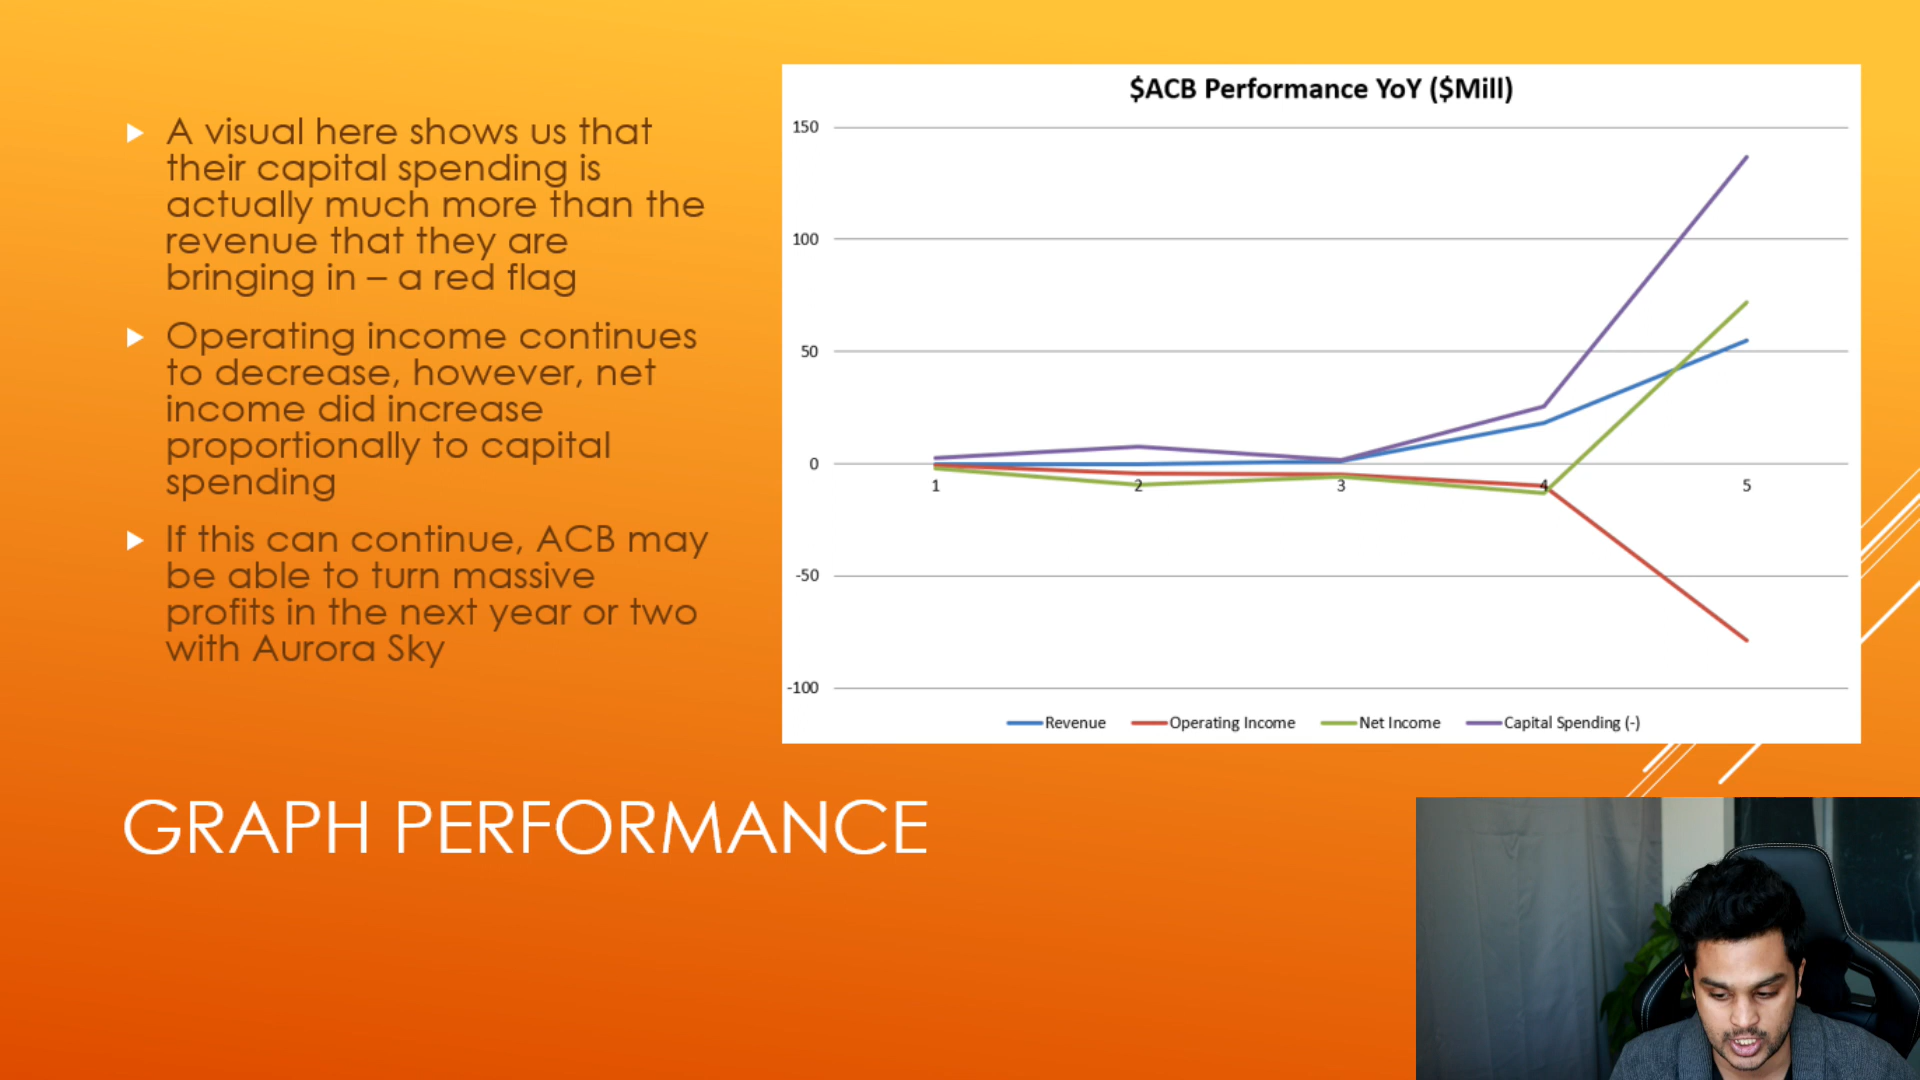 A visual here shows us that
their capital spending is
actually much more than the
revenue that they are
bringing in – a red flag
Operating income continues
to decrease, however, net
income did increase
proportionally to capital
spending
If this can continue, ACB may
be able to turn massive
profits in the next year or two
with Aurora Sky
$ACB Performance YoY ($Mill)
150
100
50
0
-50
-100
1 2 3 4 5
Revenue Operating Income Net Income Capital Spending (-)
GRAPH PERFORMANCE